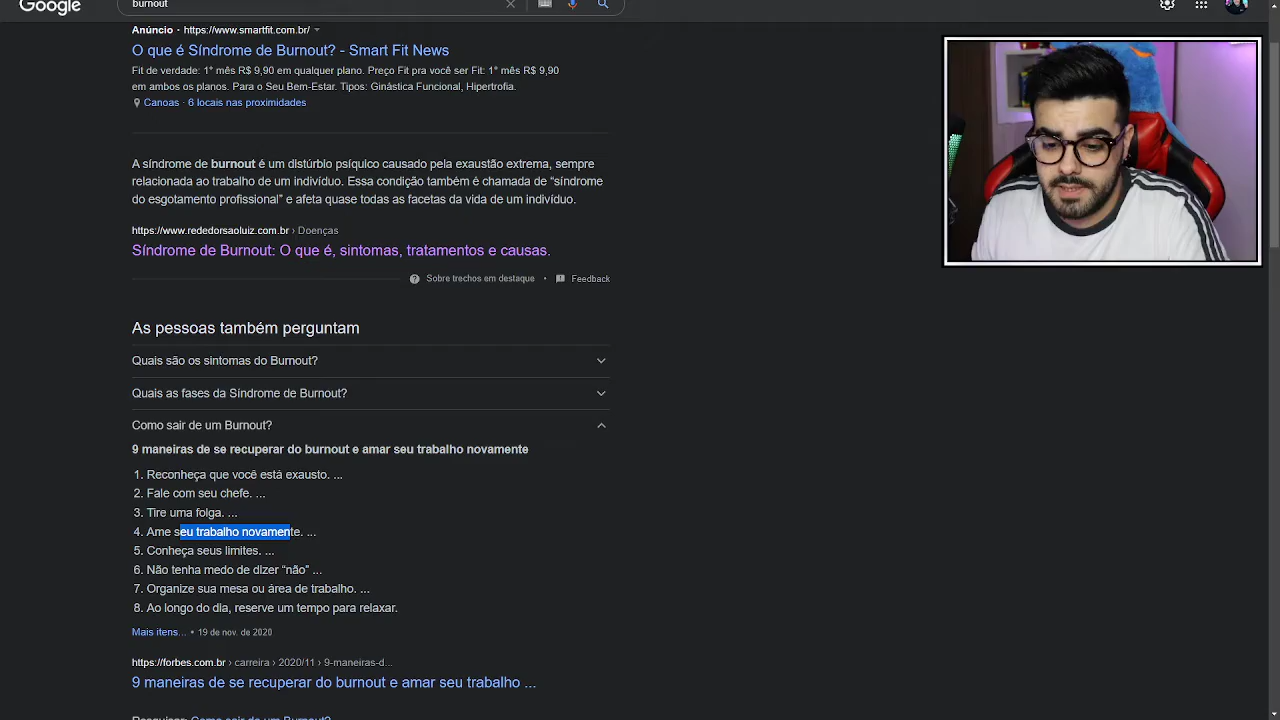 Google
burnout
Anúncio · https://www.smartfit.com.br/
O que é Síndrome de Burnout? - Smart Fit News
Fit de verdade: 1° mês R$ 9,90 em qualquer plano. Preço Fit pra você ser Fit: 1° mês R$ 9,90
em ambos os planos. Para o Seu Bem-Estar. Tipos: Ginástica Funcional, Hipertrofia.
Canoas · 6 locais nas proximidades
A síndrome de burnout é um distúrbio psíquico causado pela exaustão extrema, sempre
relacionada ao trabalho de um indivíduo. Essa condição também é chamada de “síndrome
do esgotamento profissional” e afeta quase todas as facetas da vida de um indivíduo.
https://www.rededorsaoluiz.com.br › Doenças
Síndrome de Burnout: O que é, sintomas, tratamentos e causas.
Sobre trechos em destaque • Feedback
As pessoas também perguntam
Quais são os sintomas do Burnout?
Quais as fases da Síndrome de Burnout?
Como sair de um Burnout?
9 maneiras de se recuperar do burnout e amar seu trabalho novamente
1. Reconheça que você está exausto. ...
2. Fale com seu chefe. ...
3. Tire uma folga. ...
4. Ame seu trabalho novamente. ...
5. Conheça seus limites. ...
6. Não tenha medo de dizer “não” ...
7. Organize sua mesa ou área de trabalho. ...
8. Ao longo do dia, reserve um tempo para relaxar.
Mais itens... • 19 de nov. de 2020
https://forbes.com.br › carreira › 2020/11 › 9-maneiras-d...
9 maneiras de se recuperar do burnout e amar seu trabalho ...
Pesquisar: Como sair de um Burnout?